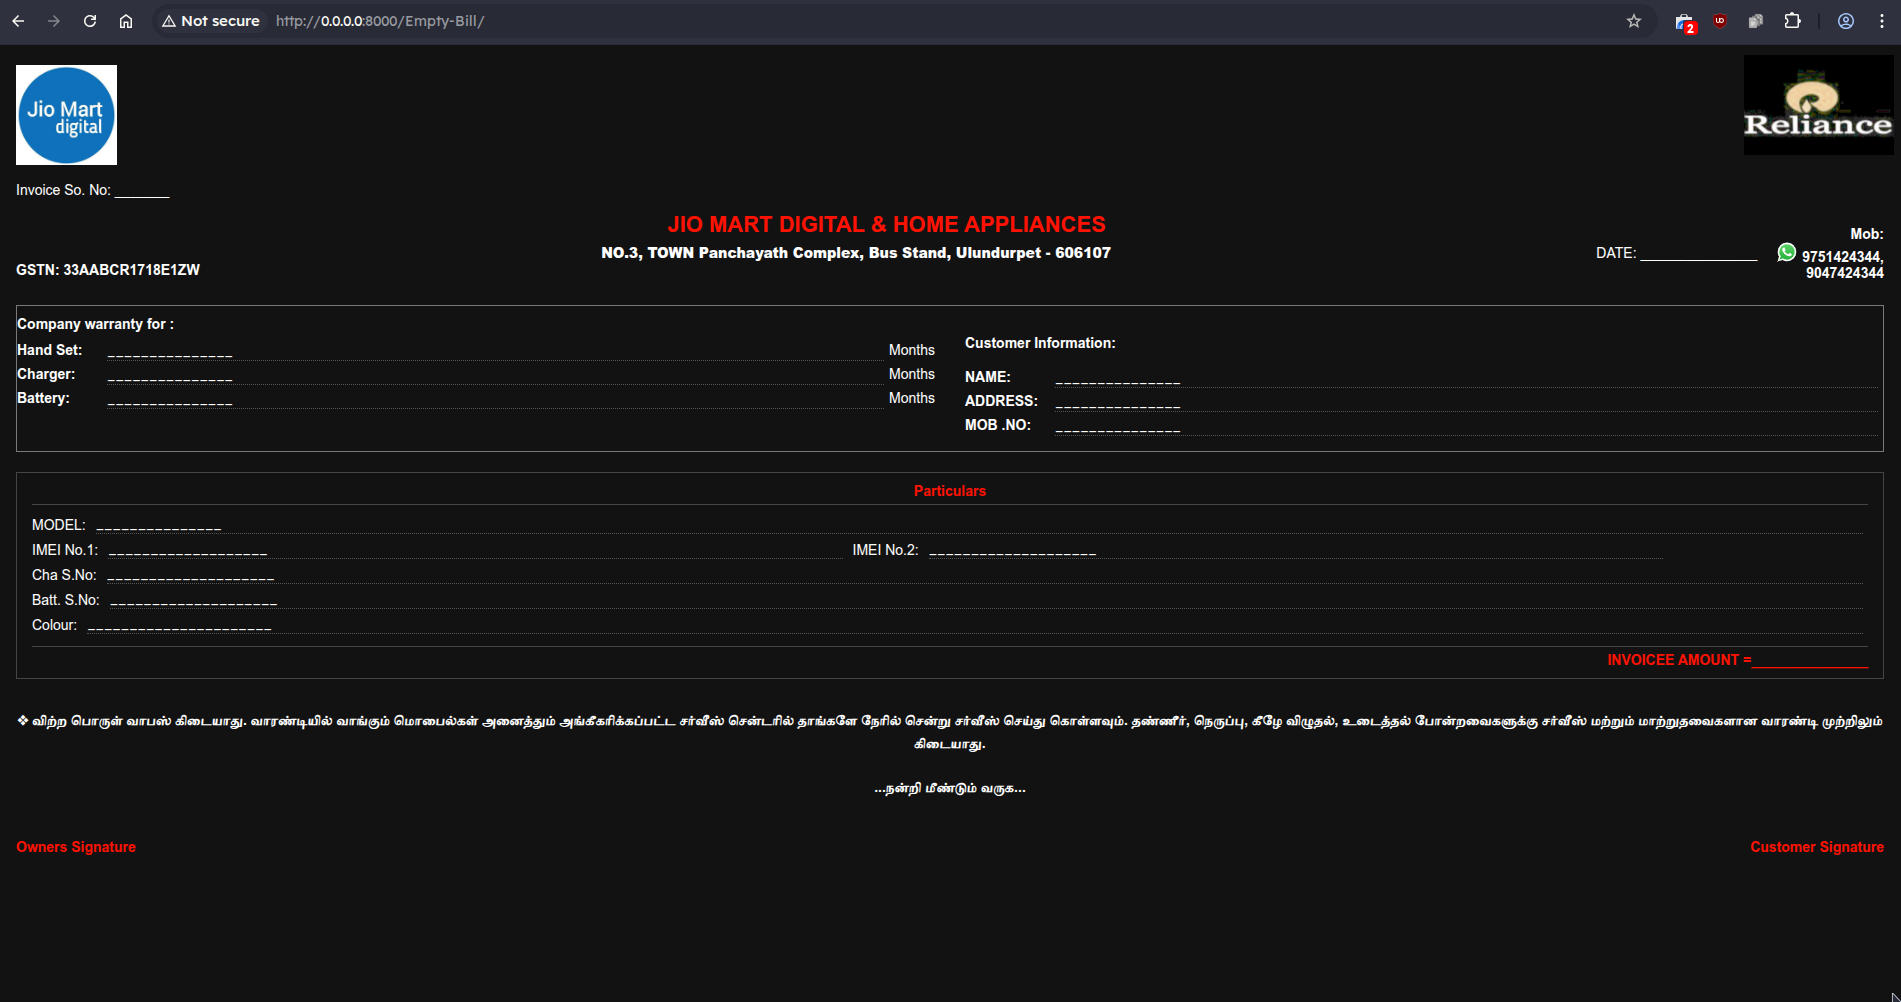 Not secure http://0.0.0.0:8000/Empty-Bill/
2
Jio Mart
digital
Reliance
Invoice So. No: _______
JIO MART DIGITAL & HOME APPLIANCES
NO.3, TOWN Panchayath Complex, Bus Stand, Ulundurpet - 606107
GSTN: 33AABCR1718E1ZW
DATE: _______________
Mob:
9751424344,
9047424344
Company warranty for :
Hand Set: _______________ Months
Charger: _______________ Months
Battery: _______________ Months
Customer Information:
NAME: _______________
ADDRESS: _______________
MOB .NO: _______________
Particulars
MODEL: _______________
IMEI No.1: ___________________ IMEI No.2: ____________________
Cha S.No: ____________________
Batt. S.No: ____________________
Colour: ______________________
INVOICEE AMOUNT =_______________
❖ விற்ற பொருள் வாபஸ் கிடையாது. வாரண்டியில் வாங்கும் மொபைல்கள் அனைத்தும் அங்கீகரிக்கப்பட்ட சர்வீஸ் சென்டரில் தாங்களே நேரில் சென்று சர்வீஸ் செய்து கொள்ளவும். தண்ணீர், நெருப்பு, கீழே விழுதல், உடைத்தல் போன்றவைகளுக்கு சர்வீஸ் மற்றும் மாற்றுதவைகளான வாரண்டி முற்றிலும்
கிடையாது.
...நன்றி மீண்டும் வருக...
Owners Signature
Customer Signature